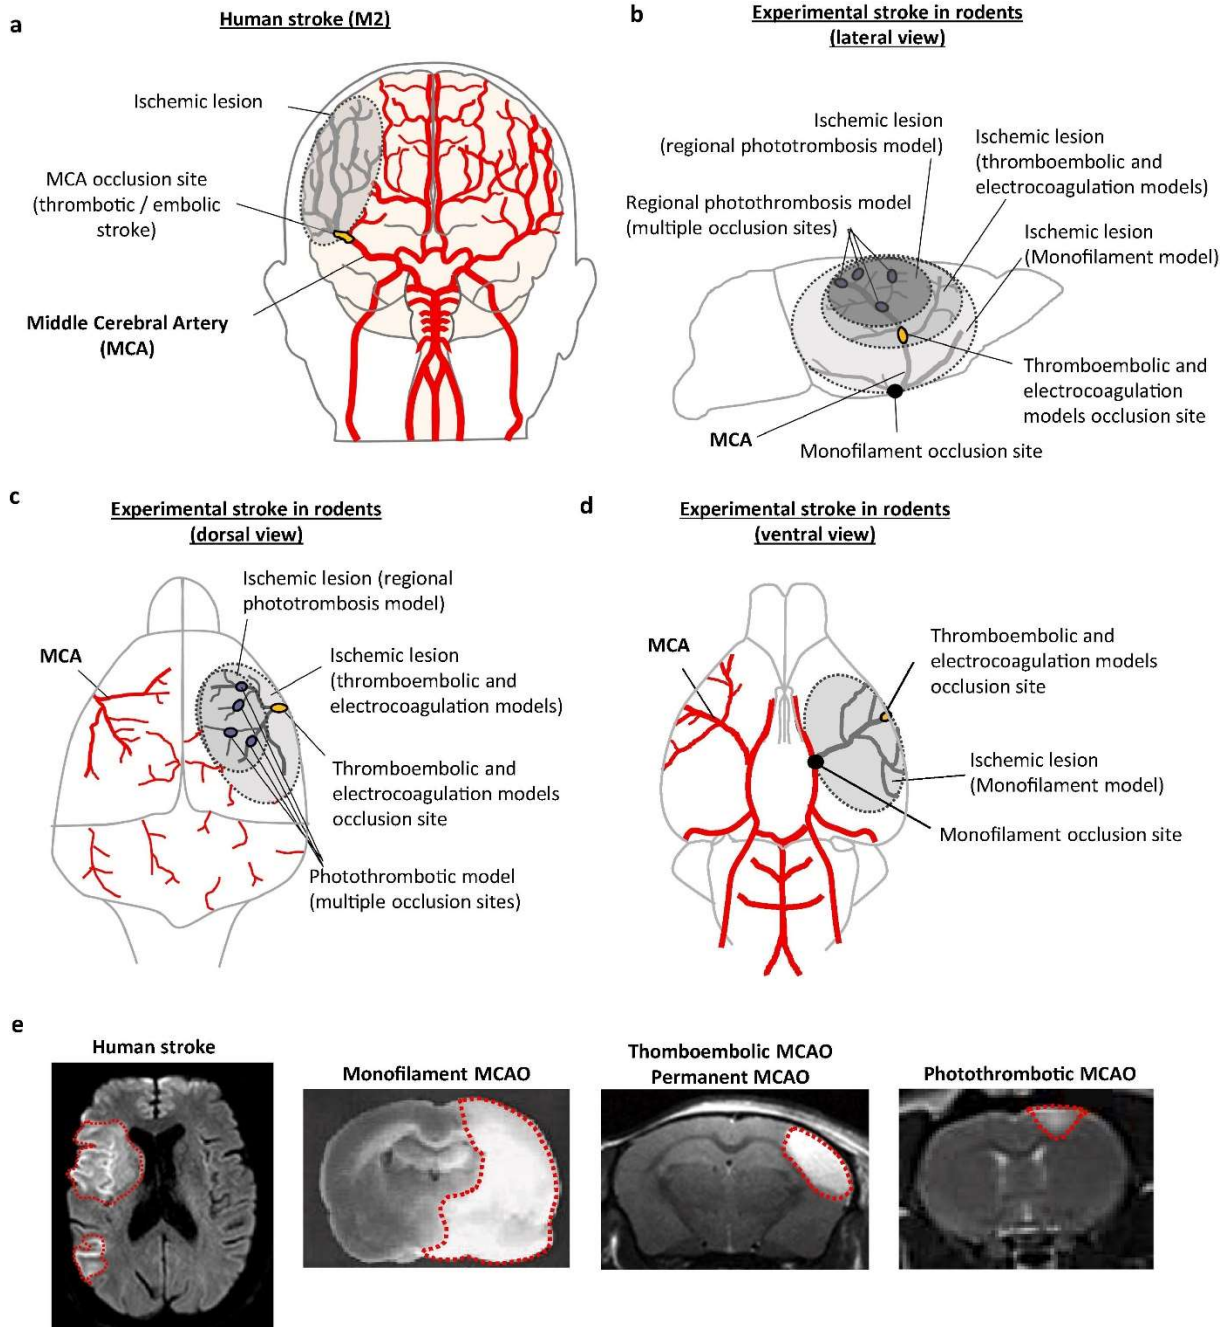 a
Human stroke (M2)
Ischemic lesion
MCA occlusion site
(thrombotic / embolic
stroke)
Middle Cerebral Artery
(MCA)
b
Experimental stroke in rodents
(lateral view)
Ischemic lesion
(regional phototrombosis model)
Ischemic lesion
(thromboembolic and
electrocoagulation models)
Regional photothrombosis model
(multiple occlusion sites)
Ischemic lesion
(Monofilament model)
Thromboembolic and
electrocoagulation
models occlusion site
MCA
Monofilament occlusion site
c
Experimental stroke in rodents
(dorsal view)
Ischemic lesion (regional
phototrombosis model)
MCA
Ischemic lesion
(thromboembolic and
electrocoagulation models)
Thromboembolic and
electrocoagulation models
occlusion site
Photothrombotic model
(multiple occlusion sites)
d
Experimental stroke in rodents
(ventral view)
MCA
Thromboembolic and
electrocoagulation models
occlusion site
Ischemic lesion
(Monofilament model)
Monofilament occlusion site
e
Human stroke
Monofilament MCAO
Thomboembolic MCAO
Permanent MCAO
Photothrombotic MCAO